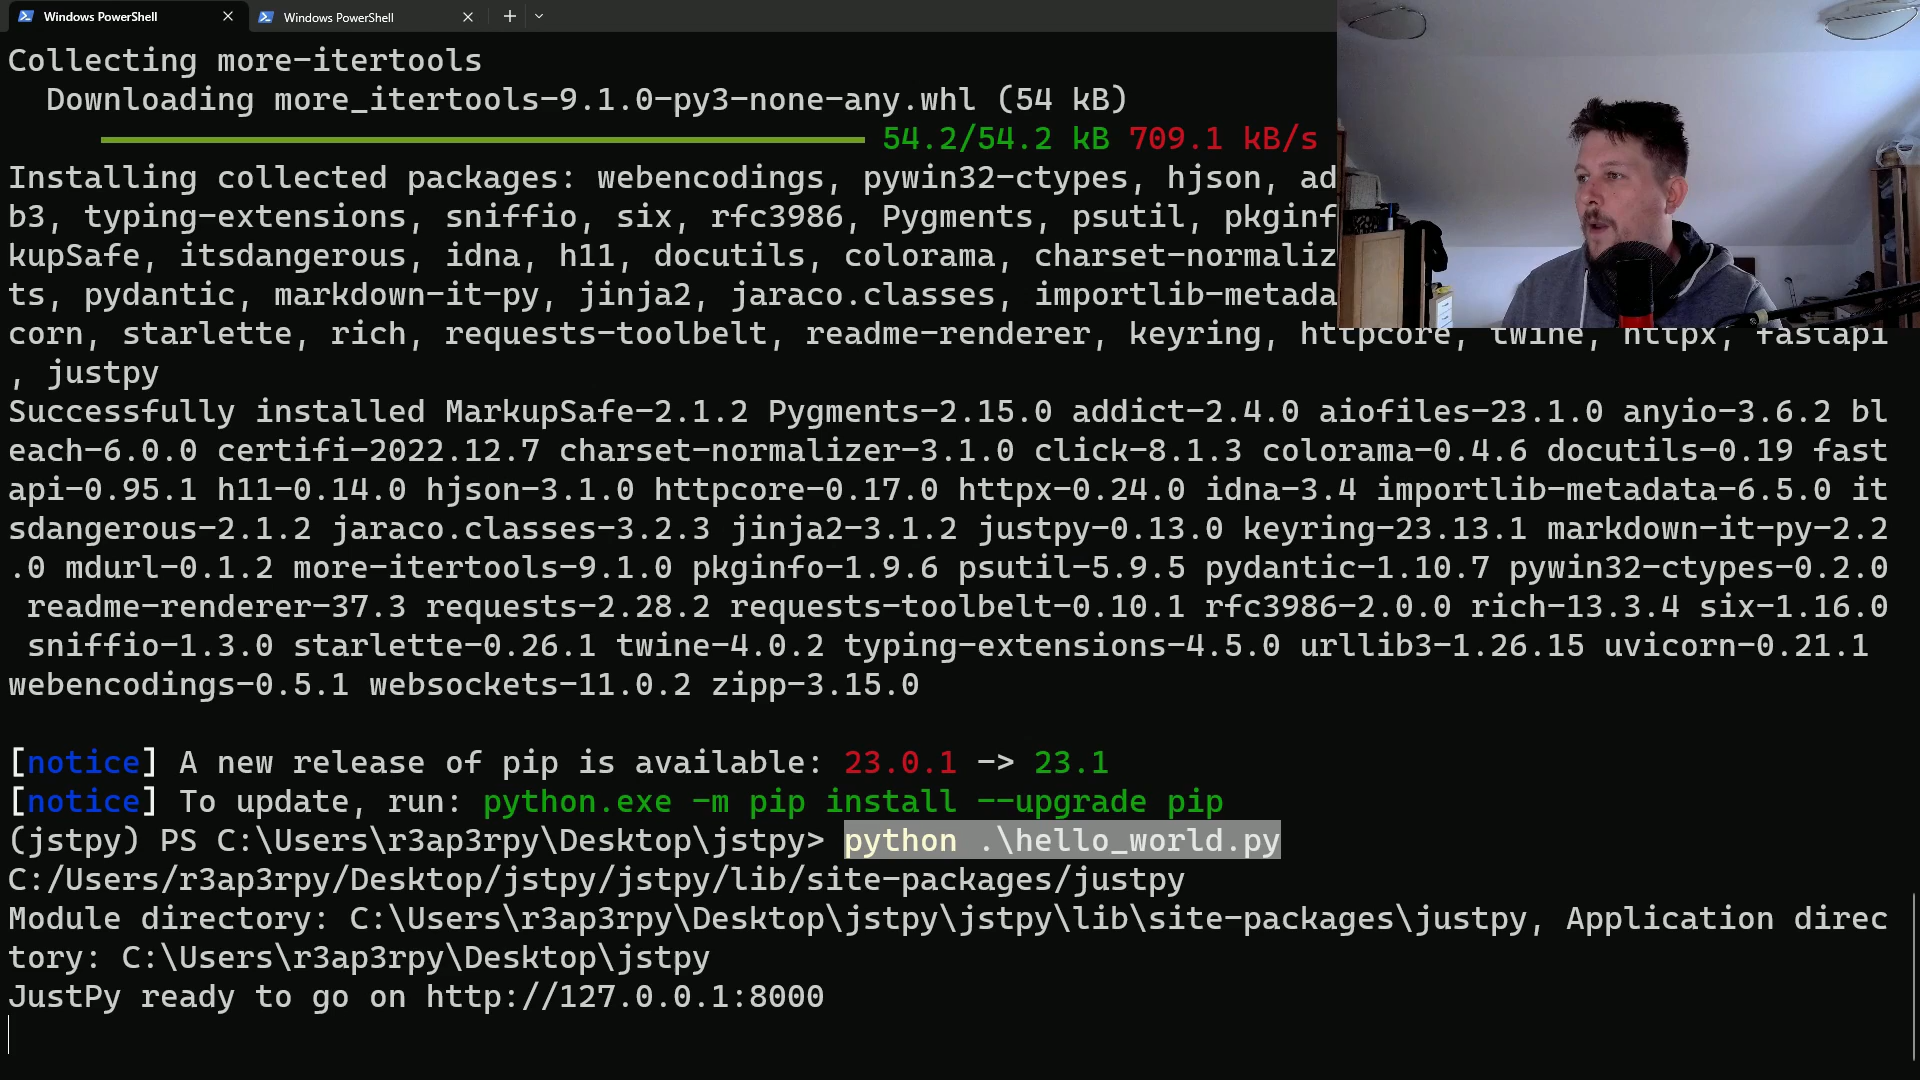 Windows PowerShell
Windows PowerShell
Collecting more-itertools
Downloading more_itertools-9.1.0-py3-none-any.whl (54 kB)
54.2/54.2 kB 709.1 kB/s
Installing collected packages: webencodings, pywin32-ctypes, hjson, ad
b3, typing-extensions, sniffio, six, rfc3986, Pygments, psutil, pkginf
kupSafe, itsdangerous, idna, h11, docutils, colorama, charset-normaliz
ts, pydantic, markdown-it-py, jinja2, jaraco.classes, importlib-metada
corn, starlette, rich, requests-toolbelt, readme-renderer, keyring, httpcore, twine, httpx, fastapi
, justpy
Successfully installed MarkupSafe-2.1.2 Pygments-2.15.0 addict-2.4.0 aiofiles-23.1.0 anyio-3.6.2 bl
each-6.0.0 certifi-2022.12.7 charset-normalizer-3.1.0 click-8.1.3 colorama-0.4.6 docutils-0.19 fast
api-0.95.1 h11-0.14.0 hjson-3.1.0 httpcore-0.17.0 httpx-0.24.0 idna-3.4 importlib-metadata-6.5.0 it
sdangerous-2.1.2 jaraco.classes-3.2.3 jinja2-3.1.2 justpy-0.13.0 keyring-23.13.1 markdown-it-py-2.2
.0 mdurl-0.1.2 more-itertools-9.1.0 pkginfo-1.9.6 psutil-5.9.5 pydantic-1.10.7 pywin32-ctypes-0.2.0
readme-renderer-37.3 requests-2.28.2 requests-toolbelt-0.10.1 rfc3986-2.0.0 rich-13.3.4 six-1.16.0
sniffio-1.3.0 starlette-0.26.1 twine-4.0.2 typing-extensions-4.5.0 urllib3-1.26.15 uvicorn-0.21.1
webencodings-0.5.1 websockets-11.0.2 zipp-3.15.0
[notice] A new release of pip is available: 23.0.1 -> 23.1
[notice] To update, run: python.exe -m pip install --upgrade pip
(jstpy) PS C:\Users\r3ap3rpy\Desktop\jstpy> python .\hello_world.py
C:/Users/r3ap3rpy/Desktop/jstpy/jstpy/lib/site-packages/justpy
Module directory: C:\Users\r3ap3rpy\Desktop\jstpy\jstpy\lib\site-packages\justpy, Application direc
tory: C:\Users\r3ap3rpy\Desktop\jstpy
JustPy ready to go on http://127.0.0.1:8000